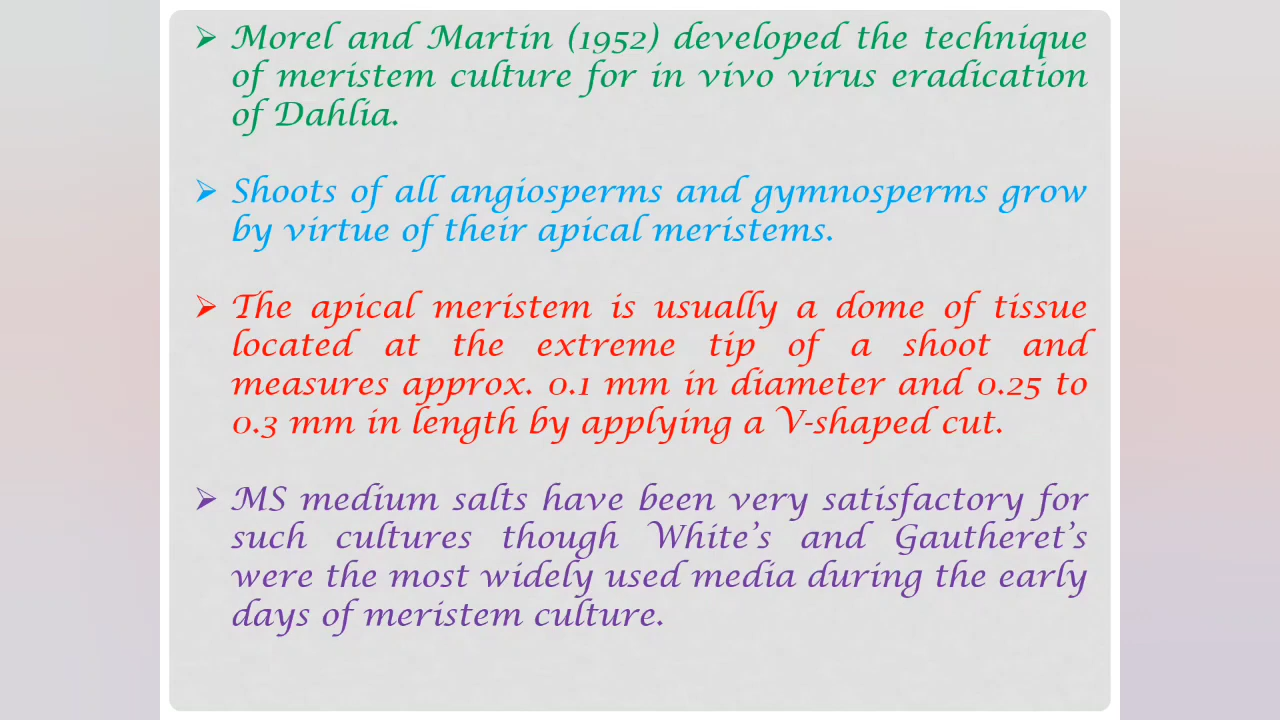 ➢ Morel and Martin (1952) developed the technique
of meristem culture for in vivo virus eradication
of Dahlia.
➢ Shoots of all angiosperms and gymnosperms grow
by virtue of their apical meristems.
➢ The apical meristem is usually a dome of tissue
located at the extreme tip of a shoot and
measures approx. 0.1 mm in diameter and 0.25 to
0.3 mm in length by applying a V-shaped cut.
➢ MS medium salts have been very satisfactory for
such cultures though White's and Gautheret's
were the most widely used media during the early
days of meristem culture.